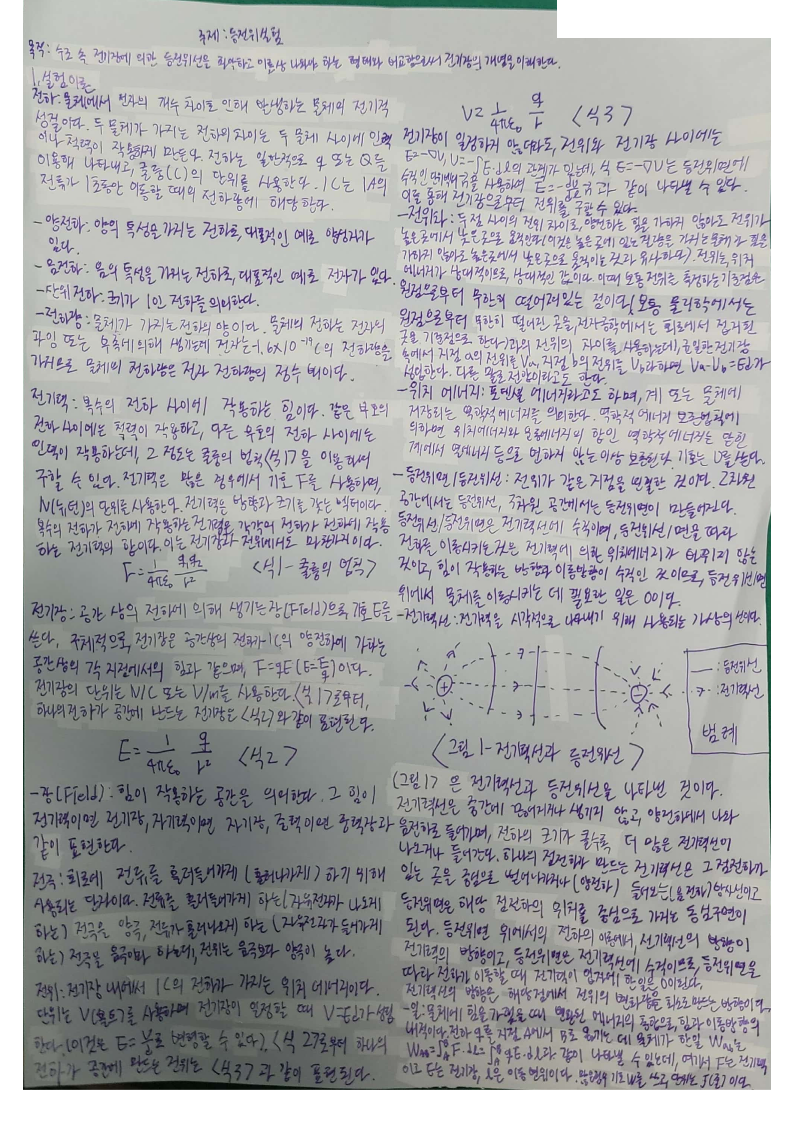 주제 : 등전위실험
목적 : 수조 속 전기장에 의한 등전위선을 파악하고 이론상 나와야 하는 형태와 비교함으로써 전기장의 개념을 이해한다.
1. 실험이론
전하 : 물체에서 전자의 개수 차이로 인해 발생하는 물체의 전기적
성질이다. 두 물체가 가지는 전하의 차이는 두 물체 사이에 인력
이나 척력이 작용하게 만든다. 전하는 일반적으로 q 또는 Q를
이용해 나타내고, 쿨롱(C)의 단위를 사용한다. 1C는 1A의
전류가 1초동안 이동할 때의 전하량에 해당한다.
- 양전하 : 양의 특성을 가지는 전하로, 대표적인 예로 양성자가
있다.
- 음전하 : 음의 특성을 가지는 전하로, 대표적인 예로 전자가 있다.
- 단위전하 : 크기가 1인 전하를 의미한다.
- 전하량 : 물체가 가지는 전하의 양이다. 물체의 전하는 전자의
과잉 또는 부족에 의해 생기는데 전자는 -1.6×10⁻¹⁹C의 전하량을
가지므로 물체의 전하량은 전자 전하량의 정수 배이다.
전기력 : 복수의 전하 사이에 작용하는 힘이다. 같은 부호의
전하 사이에는 척력이 작용하고, 다른 부호의 전하 사이에는
인력이 작용하는데, 그 정도는 쿨롱의 법칙<식1>을 이용해서
구할 수 있다. 전기력은 많은 경우에서 기호 F를 사용하며,
N(뉴턴)의 단위를 사용한다. 전기력은 방향과 크기를 갖는 벡터이다.
복수의 전하가 전하에 작용하는 전기력은 각각의 전하가 전하에 작용
하는 전기력의 합이다. 이는 전기장과 전위에서도 마찬가지이다.
F = 1/4πε₀ q₁q₂/r² <식1 - 쿨롱의 법칙>
전기장 : 공간 상의 전하에 의해 생기는 장(Field)으로, 기호 E를
쓴다. 구체적으로, 전기장은 공간상의 전하가 1C의 양전하에 가하는
공간상의 각 지점에서의 힘과 같으며, F=qE (E=F/q)이다.
전기장의 단위는 N/C 또는 V/m를 사용한다. <식1>로부터,
하나의 전하가 공간에 만드는 전기장은 <식2>와 같이 표현된다.
E = 1/4πε₀ q/r² <식2>
- 장(Field) : 힘이 작용하는 공간을 의미한다. 그 힘이
전기력이면 전기장, 자기력이면 자기장, 중력이면 중력장과
같이 표현한다.
전극 : 회로에 전류를 흘러들어가게 (흘러나가게) 하기 위해
사용되는 단자이다. 전류를 흘러들어가게 하는 (자유전자가 나오게
하는) 전극을 양극, 전류가 흘러나오게 하는 (자유전자가 들어가게
하는) 전극을 음극이라 하는데, 전위는 음극보다 양극이 높다.
전위 : 전기장 내에서 1C의 전하가 가지는 위치 에너지이다.
단위는 V(볼트)를 사용하며 전기장이 일정할 때 V=Ed가 성립
한다. (이것은 E=V/d로 변형할 수 있다). <식2>로부터 하나의
전하가 공간에 만드는 전위는 <식3>과 같이 표현된다.
V = 1/4πε₀ q/r <식3>
전기장이 일정하지 않더라도, 전위와 전기장 사이에는
E=-∇V, V=-∫E·dl의 관계가 있는데, 식 E=-∇V는 등전위면에
수직인 단위벡터를 사용하여 와 같이 나타낼 수 있다.
이를 통해 전기장으로부터 전위를 구할 수 있다.
- 전위차 : 두 점 사이의 전위 차이로, 양전하는 힘을 가하지 않아도 전위가
높은 곳에서 낮은 곳으로 움직인다(이것은 높은 곳에 있는 질량을 가지는 물체가 힘을
가하지 않아도 높은 곳에서 낮은 곳으로 움직이는 것과 유사하다). 전위는, 위치
에너지가 상대적이므로, 상대적인 값이다. 이때 보통 전위를 측정하는 기준점은
원점으로부터 무한히 떨어져있는 점이다(보통 물리학에서는
원점으로부터 무한히 떨어진 곳을, 전자공학에서는 회로에서 접지된
곳을 기준점으로 한다). 전위의 차이를 사용하는데, 균일한 전기장
속에서 지점 a의 전위를 Va, 지점 b의 전위를 Vb라하면 Va-Vb=Ed가
성립한다. 다른 말로 전압이라고도 한다.
- 위치 에너지 : 포텐셜 에너지라고도 하며, 계 또는 물체에
저장되는 역학적에너지를 의미한다. 역학적 에너지 보존법칙에
의하면 위치에너지와 운동에너지의 합인 역학적에너지는 닫힌
계에서 열에너지 등으로 변하지 않는 이상 보존된다. 기호는 U를 쓴다.
- 등전위면/등전위선 : 전위가 같은 지점을 연결한 것이다. 2차원
공간에서는 등전위선, 3차원 공간에서는 등전위면이 만들어진다.
등전위선/등전위면은 전기력선에 수직이며, 등전위선/면을 따라
전하를 이동시키는 것은 전기력에 의한 위치에너지가 바뀌지 않는
것이고, 힘이 작용하는 방향과 이동방향이 수직인 것이므로, 등전위선/면
위에서 물체를 이동시키는 데 필요한 일은 0이다.
- 전기력선 : 전기력을 시각적으로 나타내기 위해 사용되는 가상의 선이다.
+
−
— : 등전위선
: 전기력선
범례
<그림1 - 전기력선과 등전위선>
<그림1>은 전기력선과 등전위선을 나타낸 것이다.
전기력선은 중간에 끊어지거나 생기지 않고, 양전하에서 나와
음전하로 들어가며, 전하의 크기가 클수록 더 많은 전기력선이
나오거나 들어간다. 하나의 점전하가 만드는 전기력선은 그 점전하가
있는 곳을 중심으로 뻗어나가거나(양전하) 들어오는(음전하) 방사선이고
등전위면은 해당 점전하의 위치를 중심으로 가지는 동심구면이
된다. 등전위면 위에서의 전하의 이동에서, 전기력선의 방향이
전기력의 방향이고, 등전위면은 전기력선에 수직이므로, 등전위면을
따라 전하가 이동할 때 전기력이 입자에 한 일은 0이된다.
전기력선의 방향은 해당 점에서 전위의 변화량을 최소로 만드는 방향이다.
- 일 : 물체에 힘을 가했을 때 변화된 에너지의 총합으로, 힘과 이동방향의
내적이다. 전하 q를 지점 A에서 B로 옮기는 데 물체가 한일 Wab는
Wab=∫F·dl=∫qE·dl과 같이 나타낼 수 있는데, 여기서 F는 전기력
이고 E는 전기장, l은 이동변위이다. 많은경우 기호 W를 쓰고, 단위는 J(줄)이다.